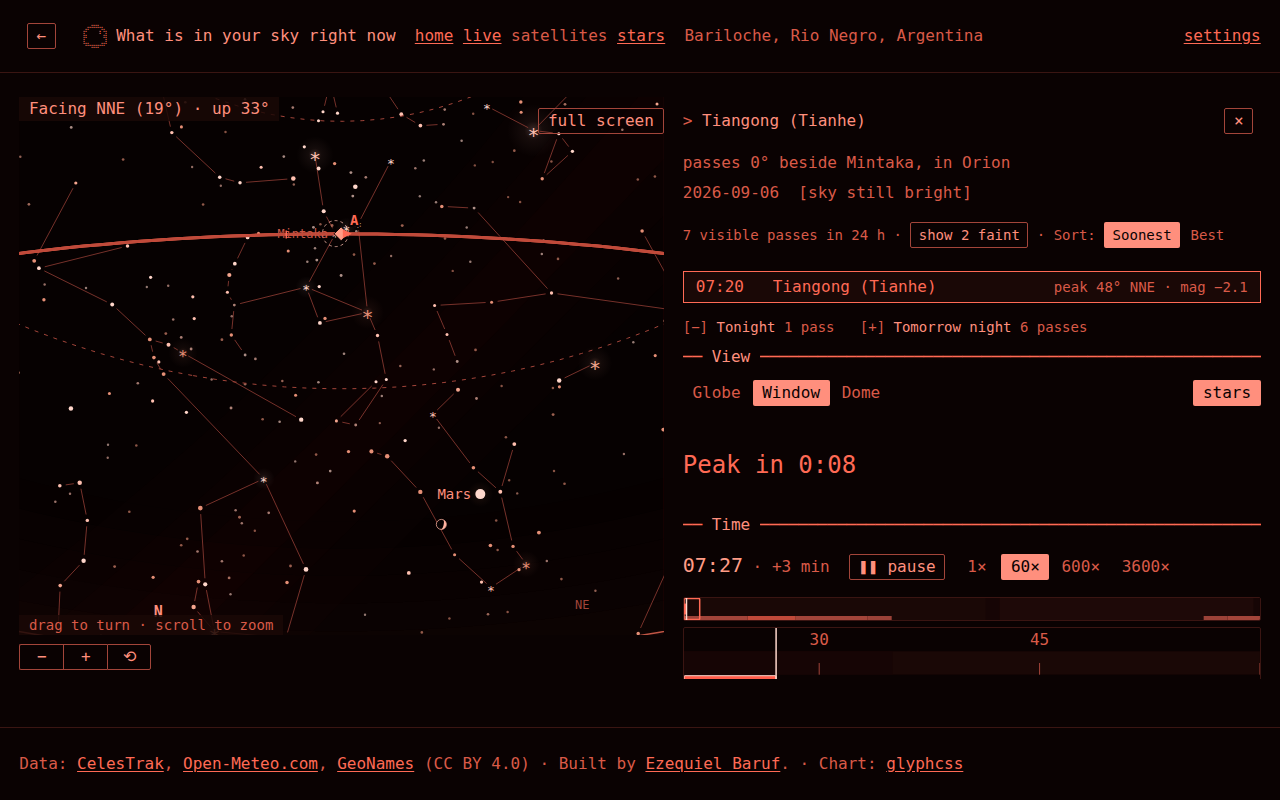 ← What is in your sky right now home live satellites stars Bariloche, Rio Negro, Argentina settings
Facing NNE (19°) · up 33°
full screen
A
Mintaka
Mars
N
NE
drag to turn · scroll to zoom
− + ⟲
> Tiangong (Tianhe) ×
passes 0° beside Mintaka, in Orion
2026-09-06 [sky still bright]
7 visible passes in 24 h · show 2 faint · Sort: Soonest Best
07:20 Tiangong (Tianhe) peak 48° NNE · mag −2.1
[−] Tonight 1 pass [+] Tomorrow night 6 passes
View
Globe Window Dome stars
Peak in 0:08
Time
07:27 · +3 min ❚❚ pause 1× 60× 600× 3600×
30 45
Data: CelesTrak, Open-Meteo.com, GeoNames (CC BY 4.0) · Built by Ezequiel Baruf. · Chart: glyphcss